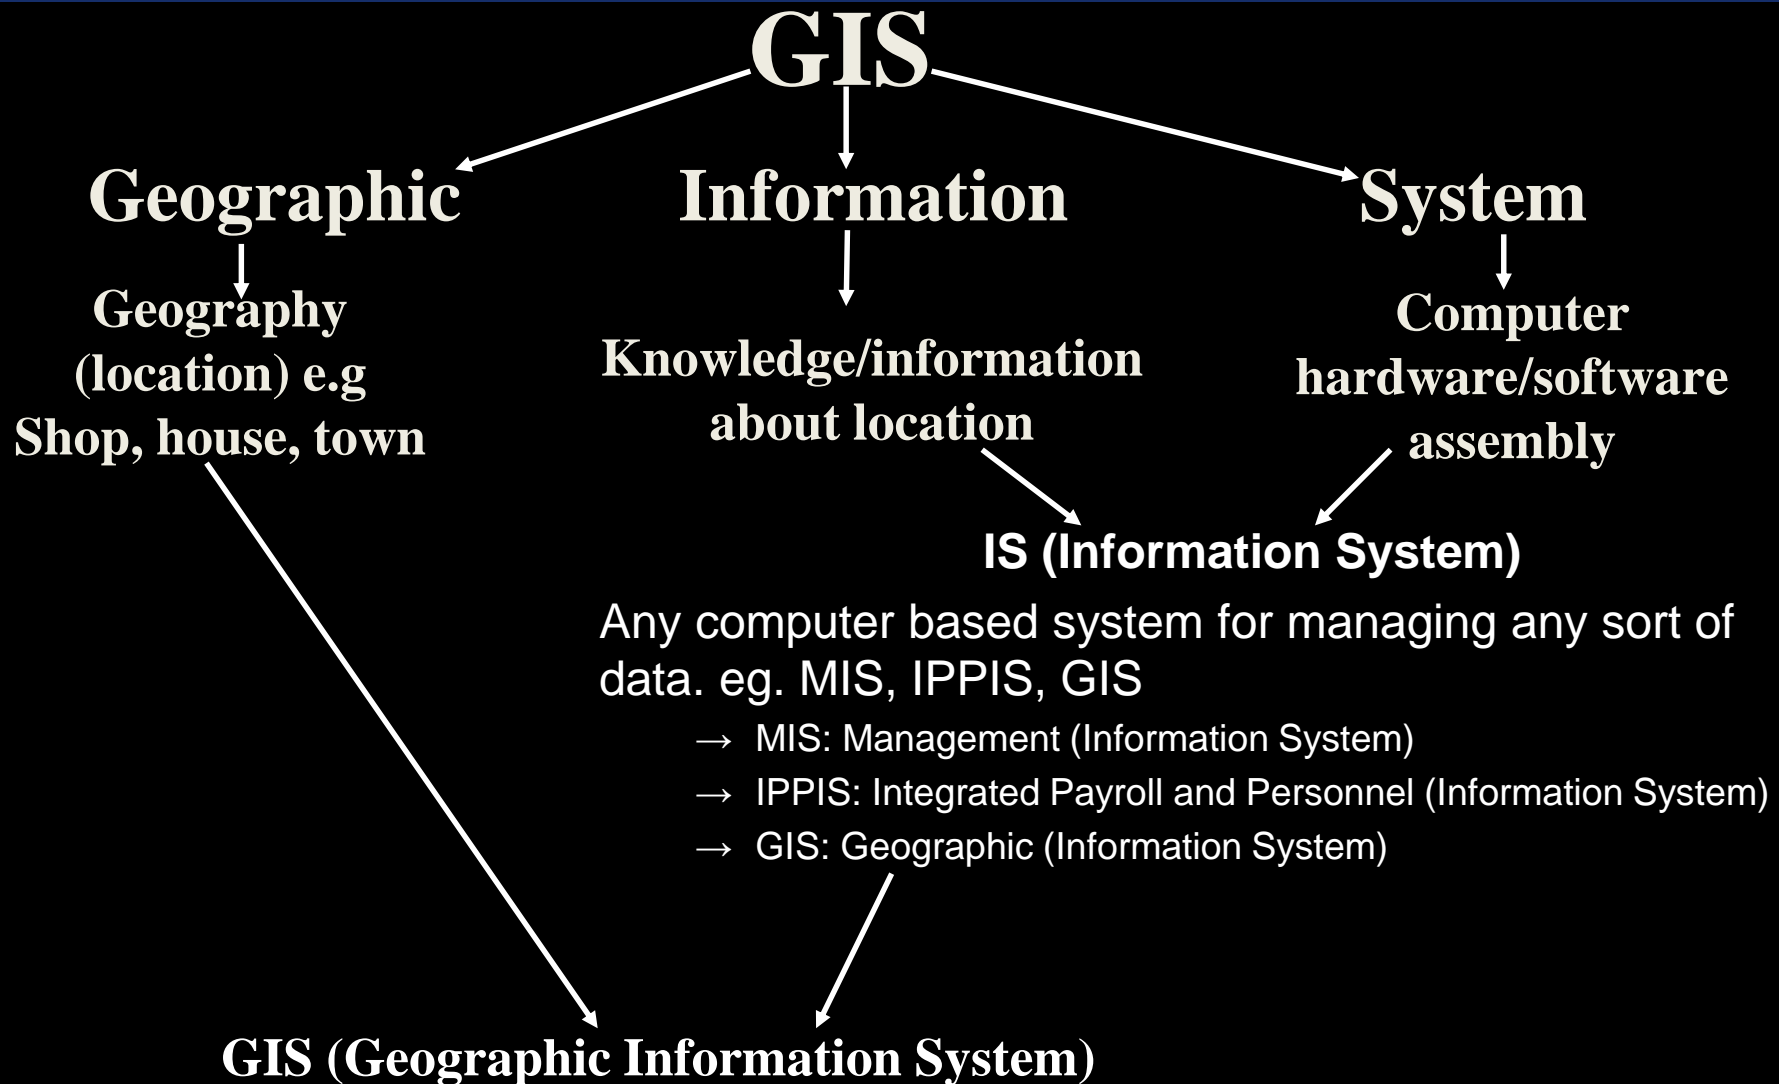 GIS
Geographic
Information
System
Geography
(location) e.g
Shop, house, town
Knowledge/information
about location
Computer
hardware/software
assembly
IS (Information System)
Any computer based system for managing any sort of
data. eg. MIS, IPPIS, GIS
→ MIS: Management (Information System)
→ IPPIS: Integrated Payroll and Personnel (Information System)
→ GIS: Geographic (Information System)
GIS (Geographic Information System)